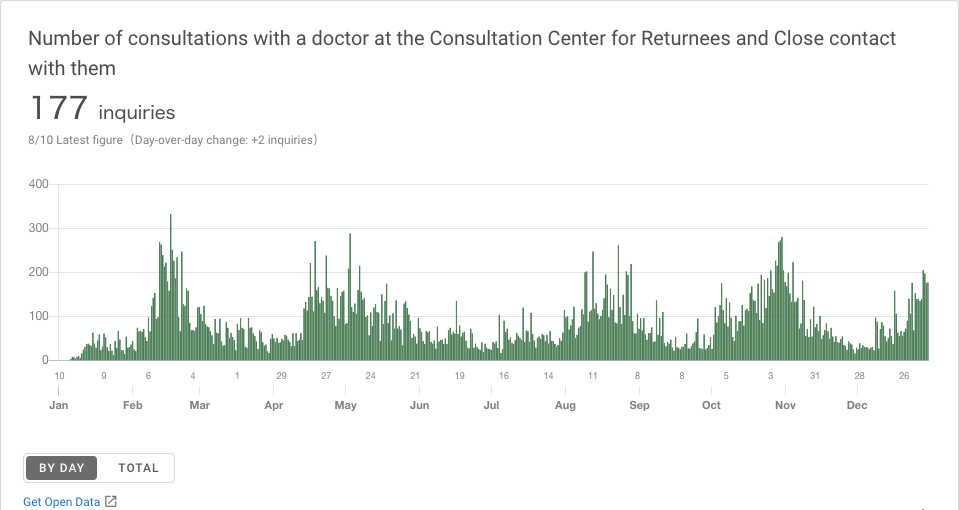 Number of consultations with a doctor at the Consultation Center for Returnees and Close contact
with them
177 inquiries
8/10 Latest figure（Day-over-day change: +2 inquiries）
400
300
200
100
0
10 9 6 4 1 29 27 24 21 19 16 14 11 8 8 5 3 31 28 26
Jan Feb Mar Apr May Jun Jul Aug Sep Oct Nov Dec
BY DAY TOTAL
Get Open Data